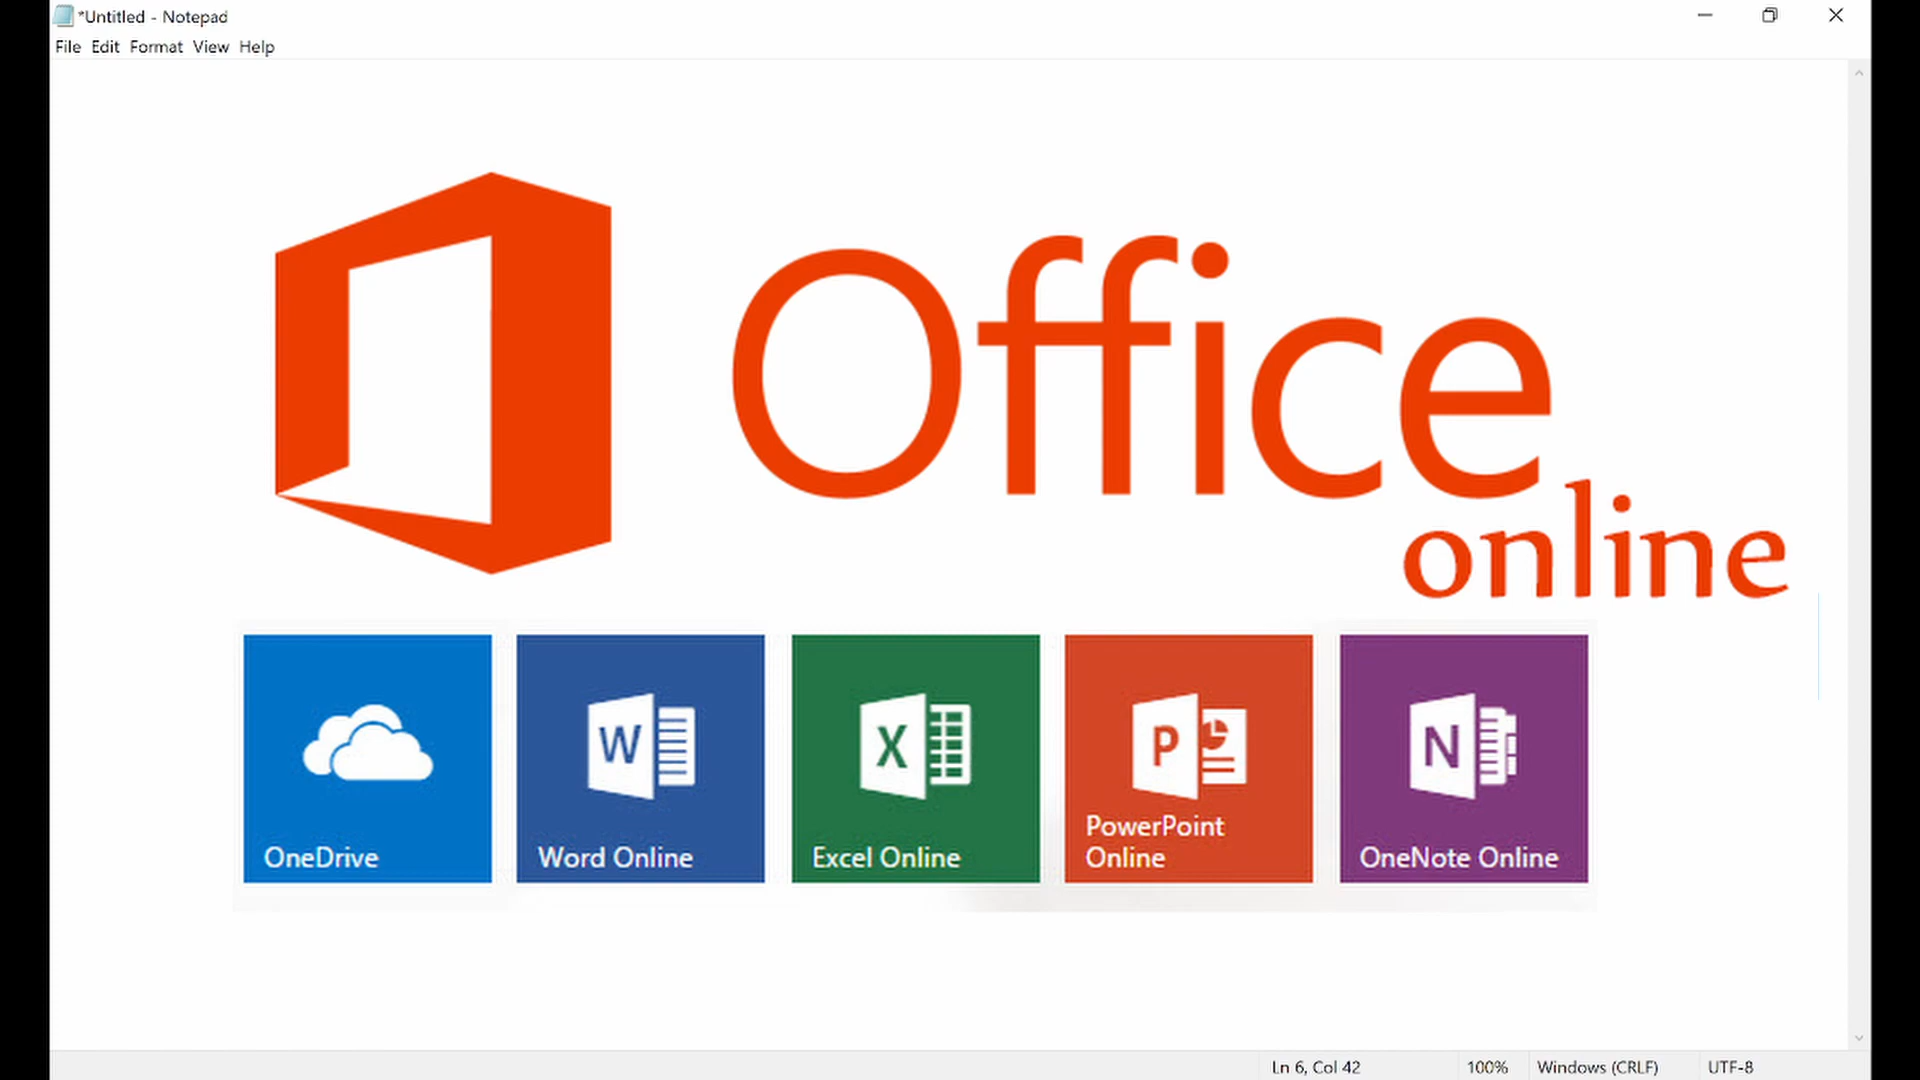 *Untitled - Notepad
File Edit Format View Help
Office
online
OneDrive
W
Word Online
X
Excel Online
P
PowerPoint
Online
N
OneNote Online
Ln 6, Col 42 100% Windows (CRLF) UTF-8